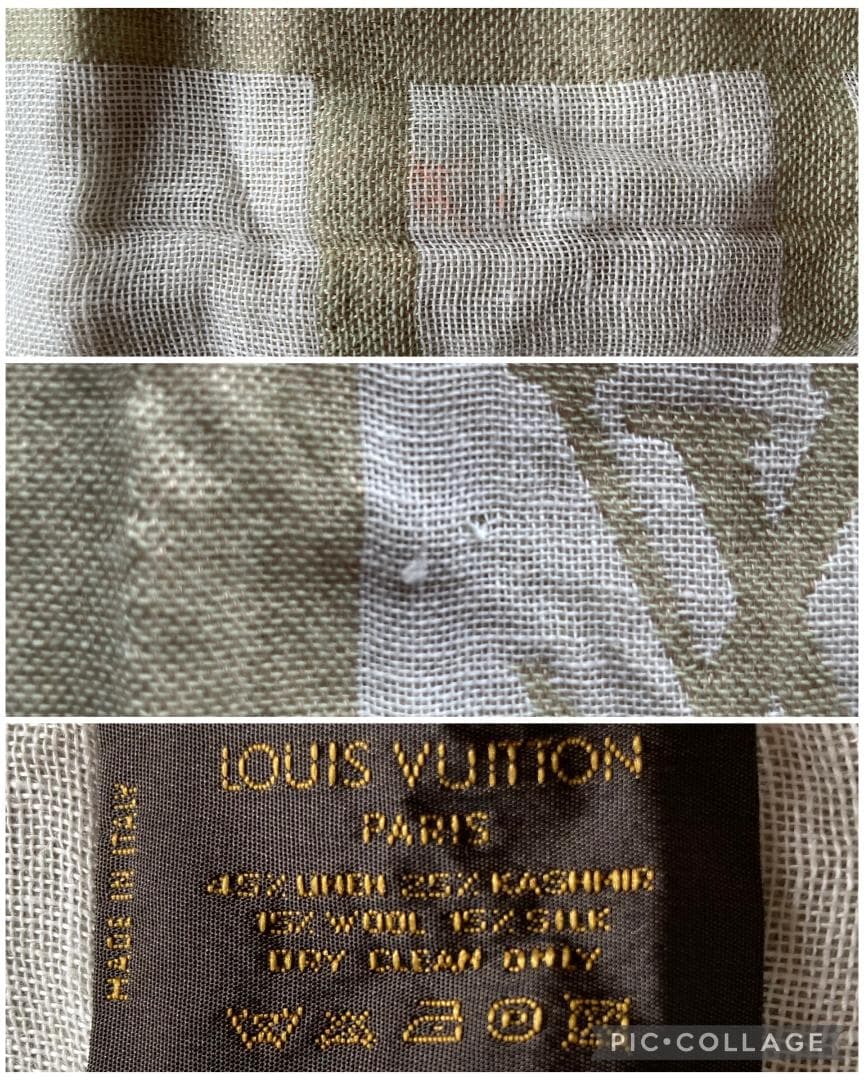 LOUIS VUITTON
PARIS
MADE IN ITALY
45% LINEN 25% KASHMIR
15% WOOL 15% SILK
DRY CLEAN ONLY
PIC•COLLAGE